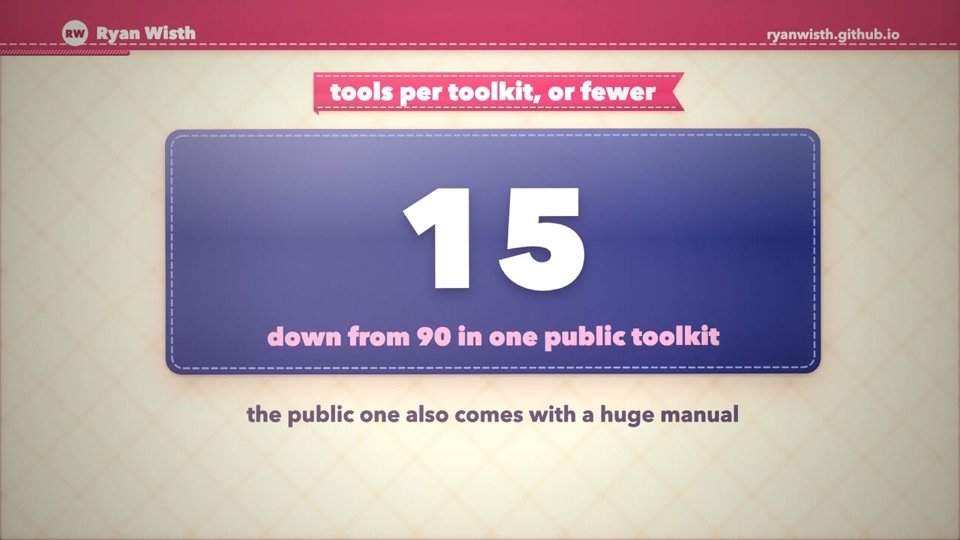 RW Ryan Wisth
ryanwisth.github.io
tools per toolkit, or fewer
15
down from 90 in one public toolkit
the public one also comes with a huge manual